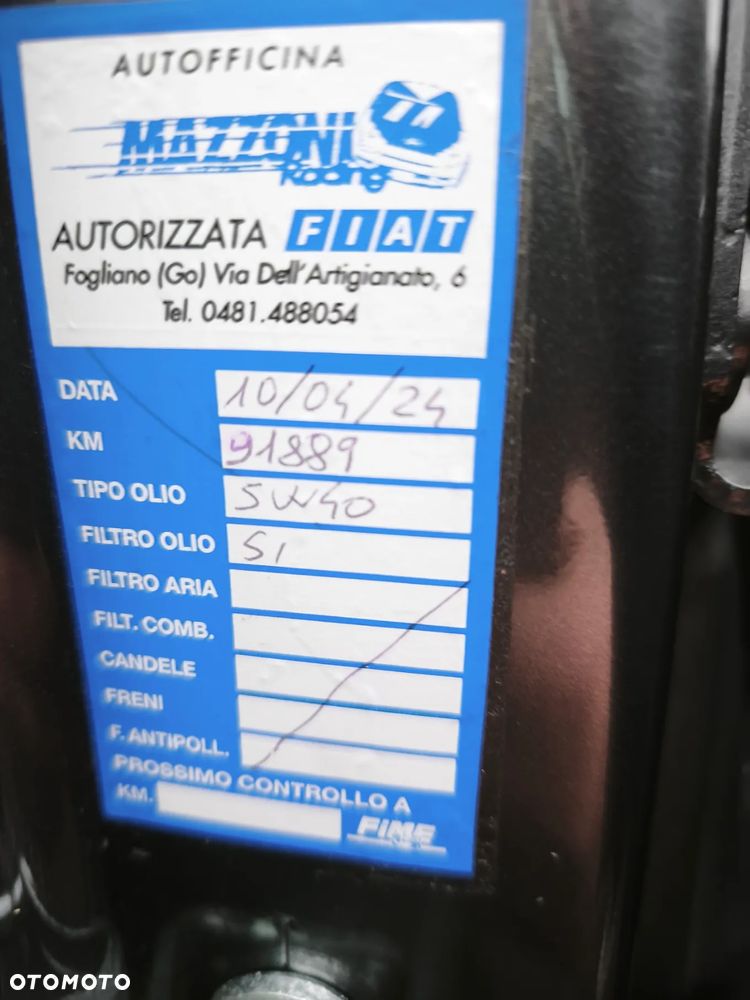 AUTOFFICINA
MAZZONI
Racing
AUTORIZZATA FIAT
Fogliano (Go) Via Dell'Artigianato, 6
Tel. 0481.488054
DATA 10/04/24
KM 91889
TIPO OLIO 5W40
FILTRO OLIO SI
FILTRO ARIA
FILT. COMB.
CANDELE
FRENI
F. ANTIPOLL.
PROSSIMO CONTROLLO A
KM. FIME
OTOMOTO